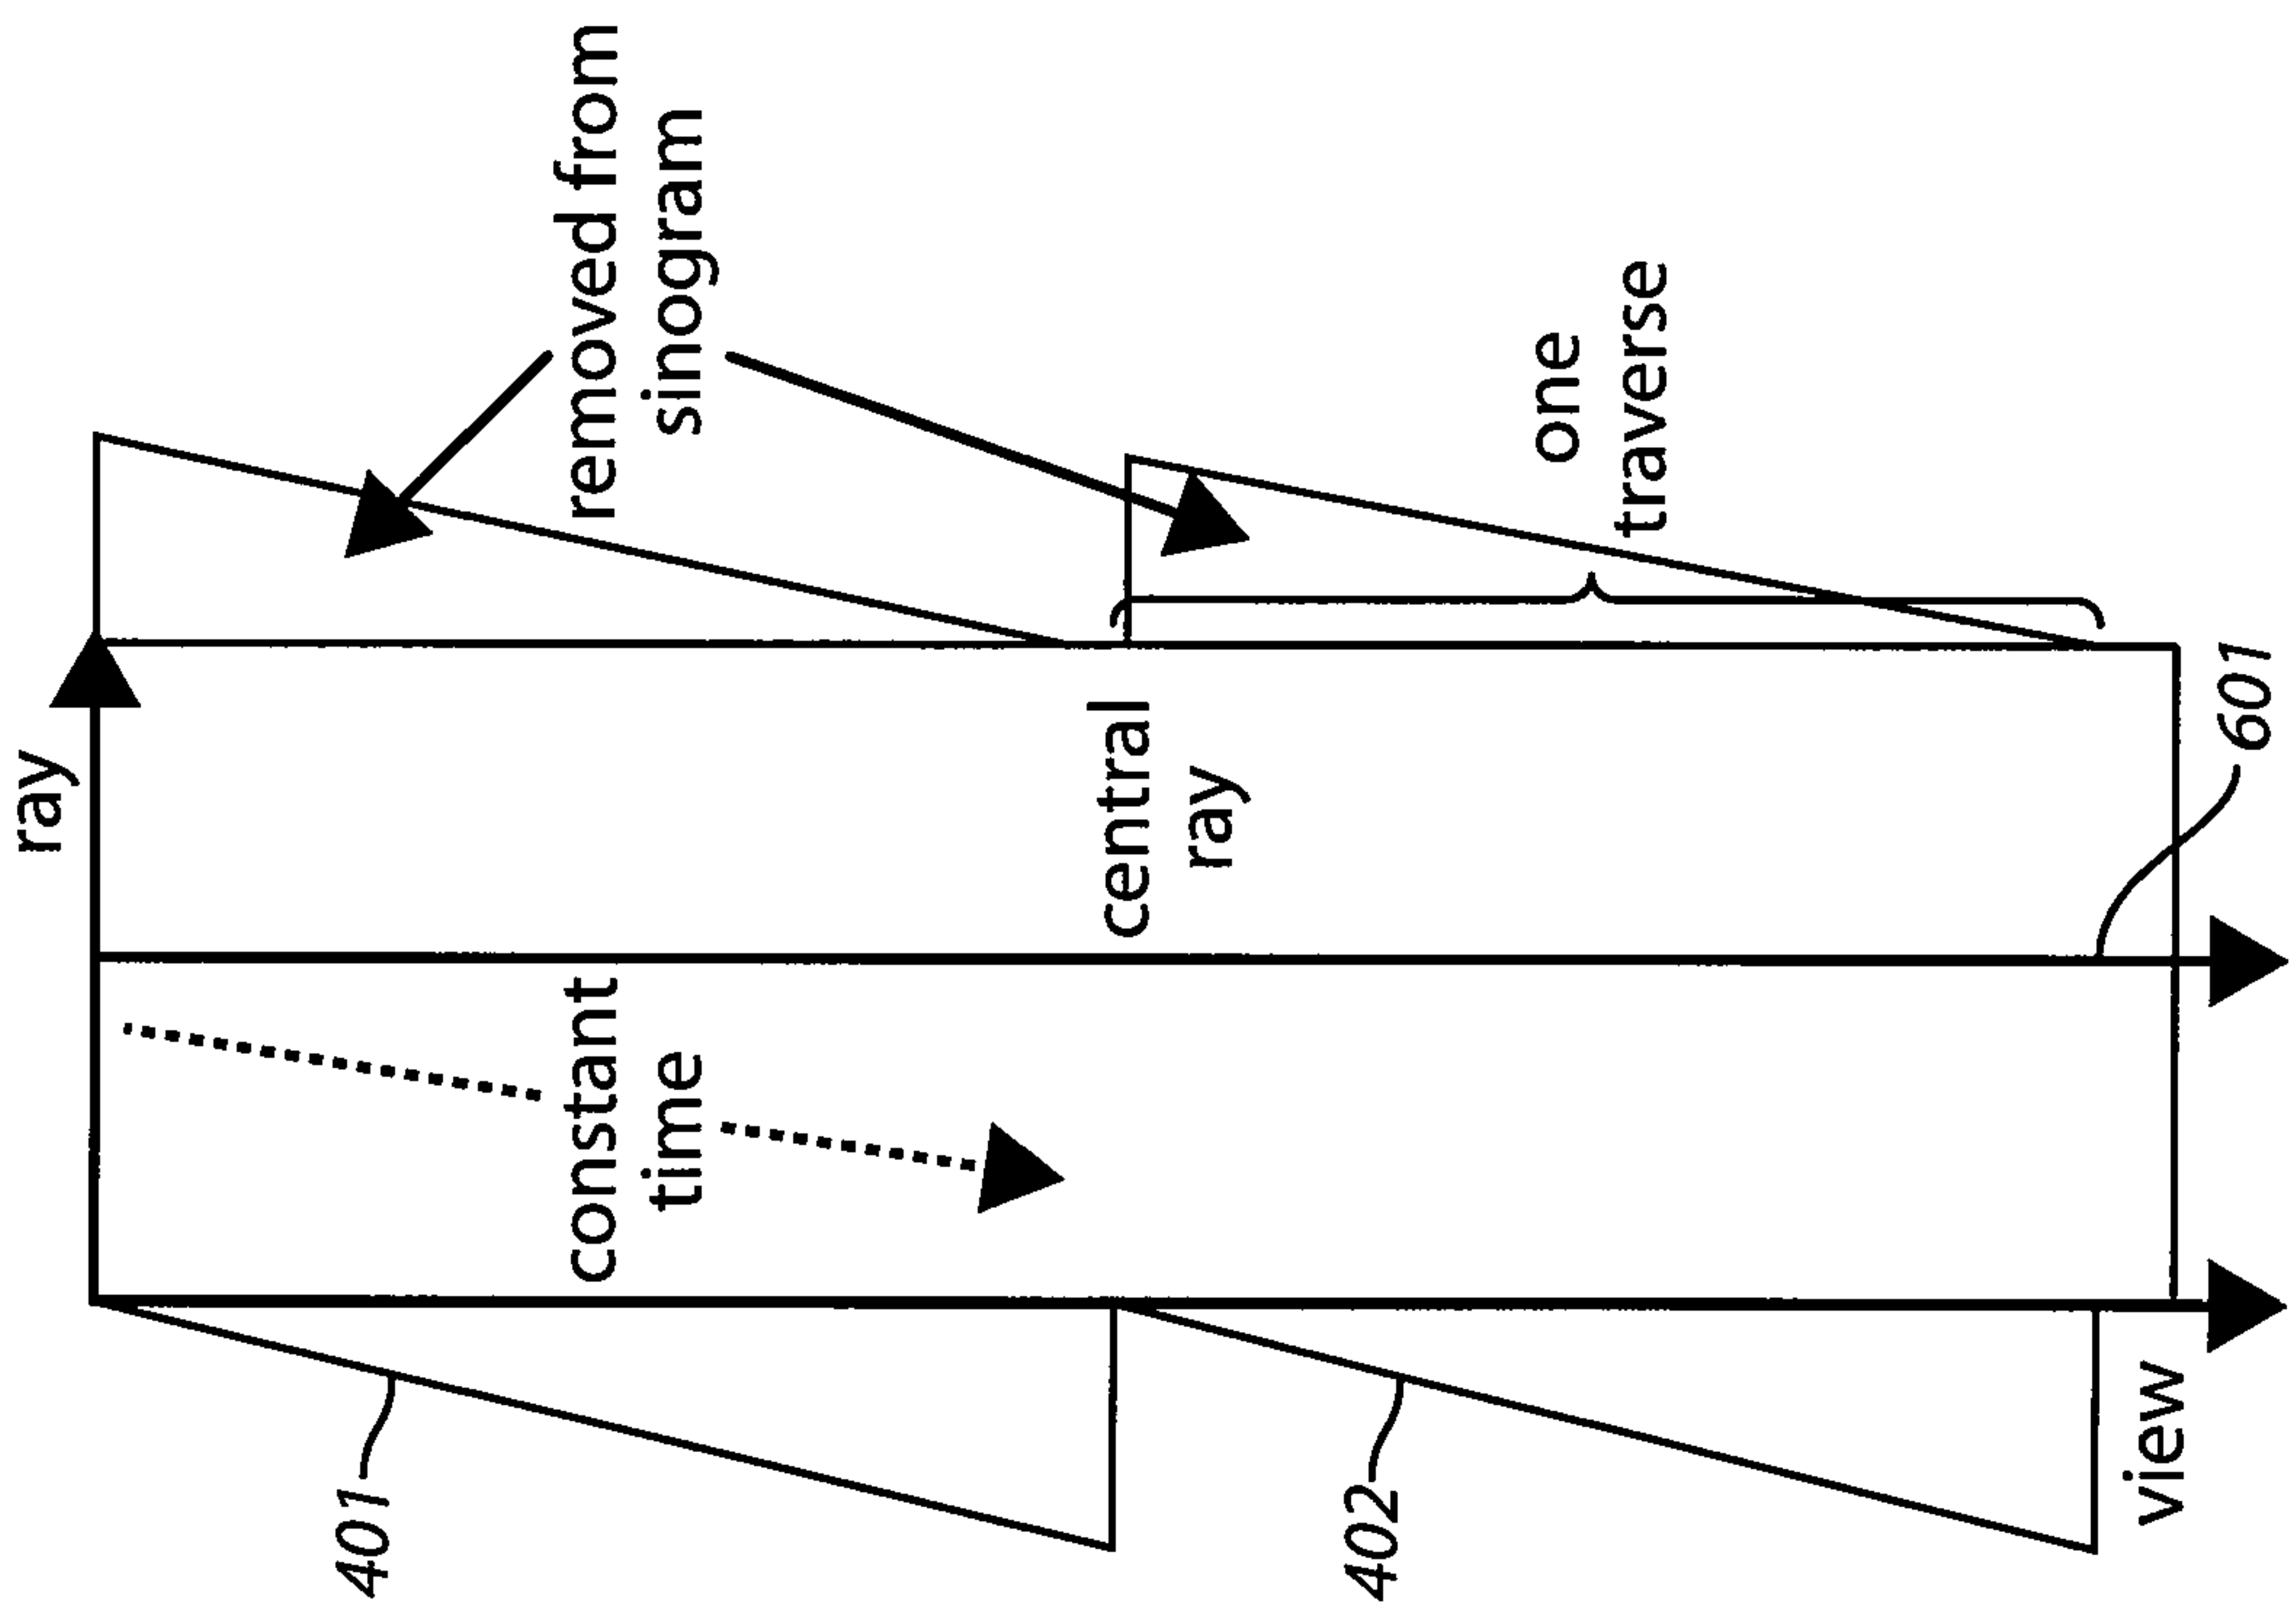 ray
removed from
sinogram
one
traverse
central
ray
601
constant
time
401
402
view